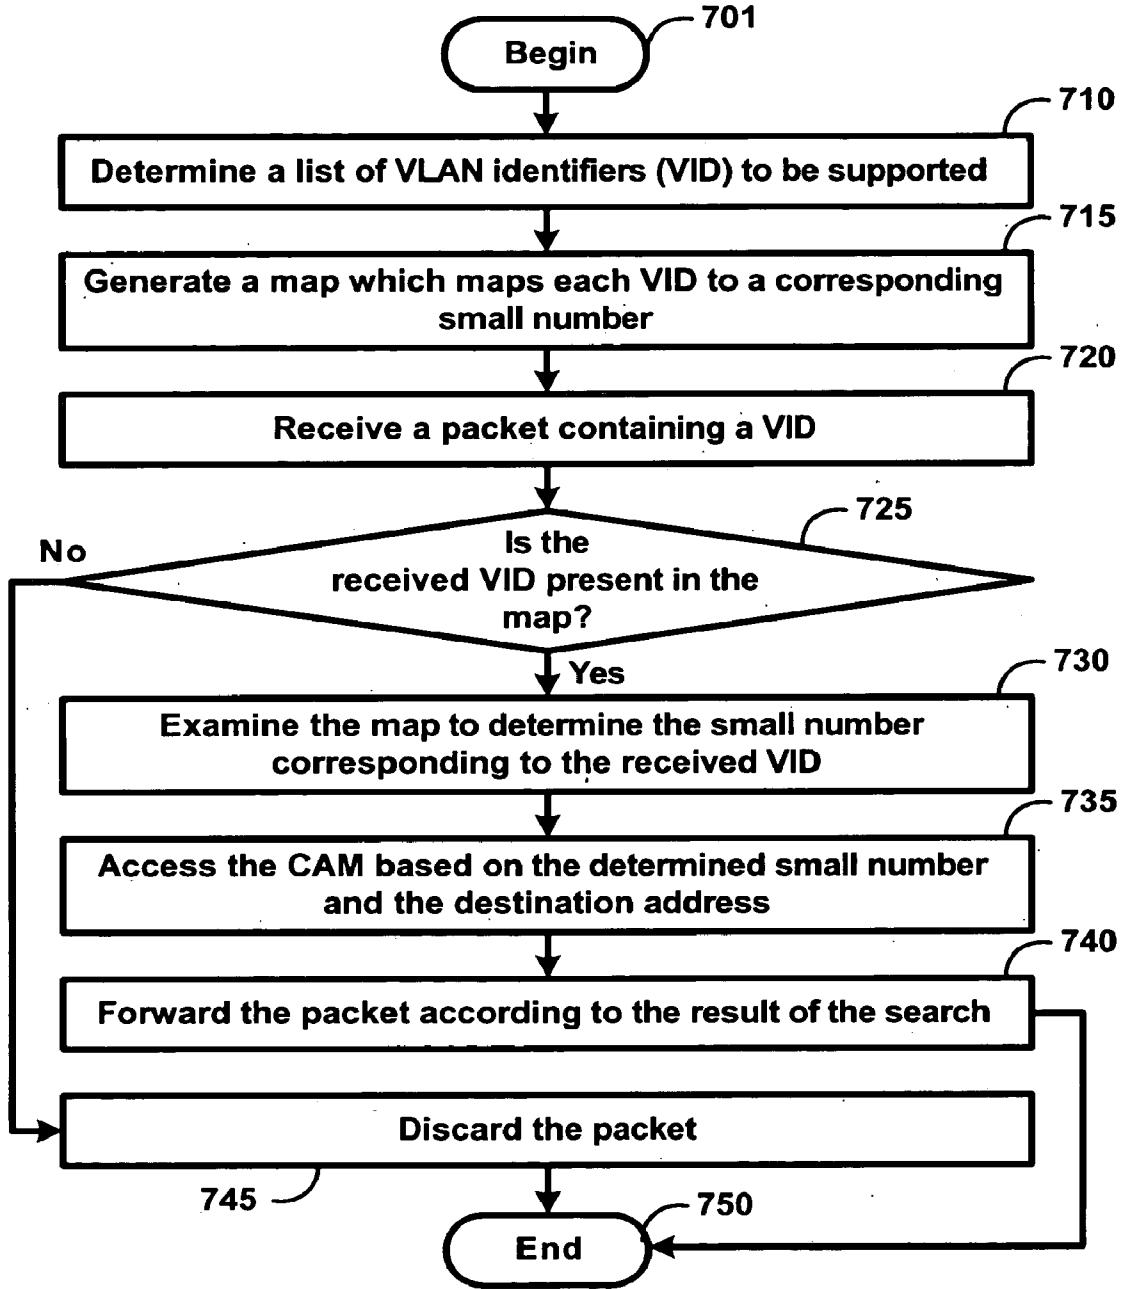 701
Begin
710
Determine a list of VLAN identifiers (VID) to be supported
715
Generate a map which maps each VID to a corresponding
small number
720
Receive a packet containing a VID
725
No
Is the
received VID present in the
map?
Yes
730
Examine the map to determine the small number
corresponding to the received VID
735
Access the CAM based on the determined small number
and the destination address
740
Forward the packet according to the result of the search
Discard the packet
745
750
End